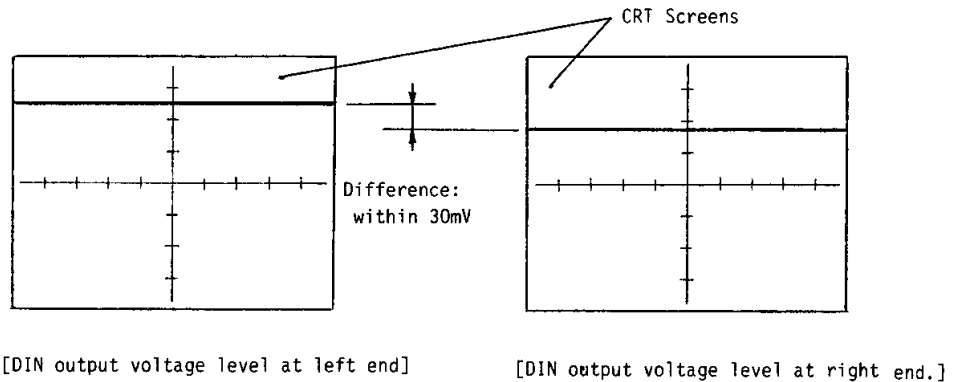 CRT Screens
Difference:
within 30mV
[DIN output voltage level at left end]
[DIN output voltage level at right end.]